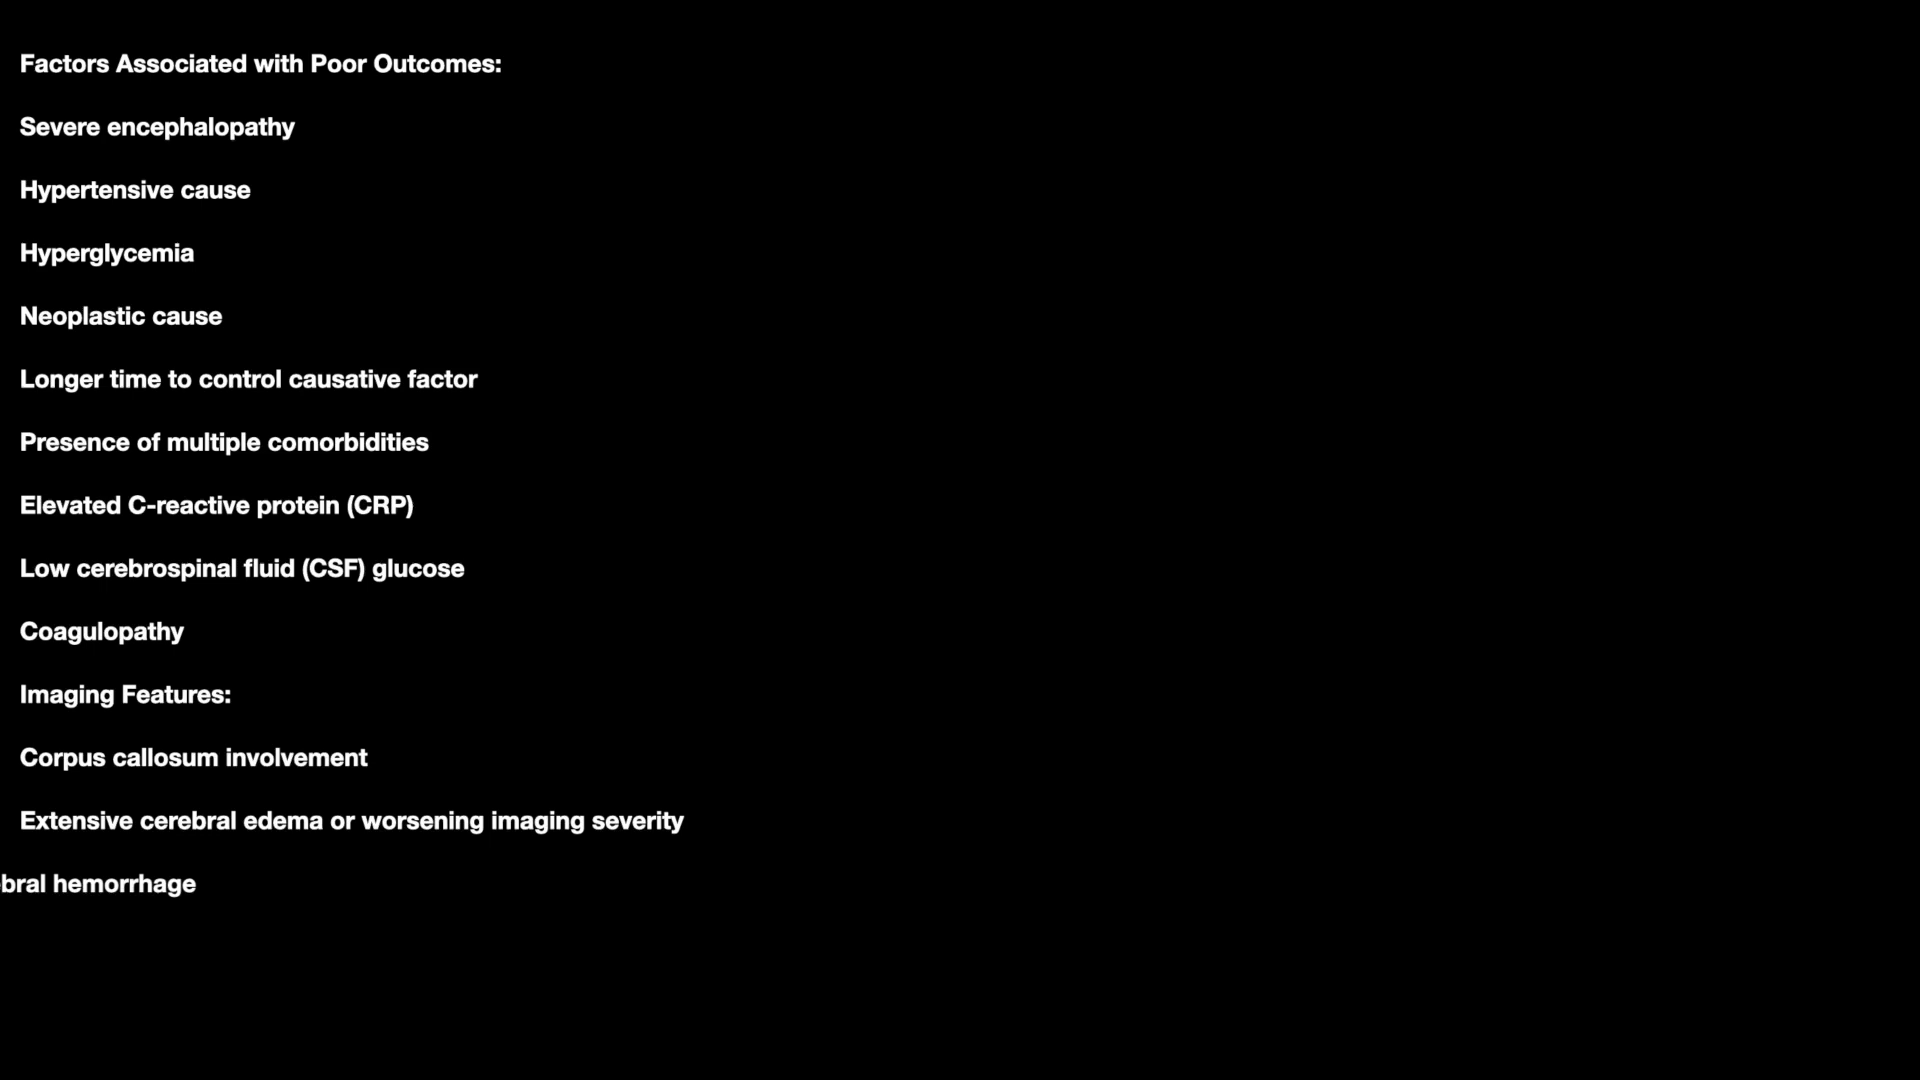 Factors Associated with Poor Outcomes:
Severe encephalopathy
Hypertensive cause
Hyperglycemia
Neoplastic cause
Longer time to control causative factor
Presence of multiple comorbidities
Elevated C-reactive protein (CRP)
Low cerebrospinal fluid (CSF) glucose
Coagulopathy
Imaging Features:
Corpus callosum involvement
Extensive cerebral edema or worsening imaging severity
hemorrhage